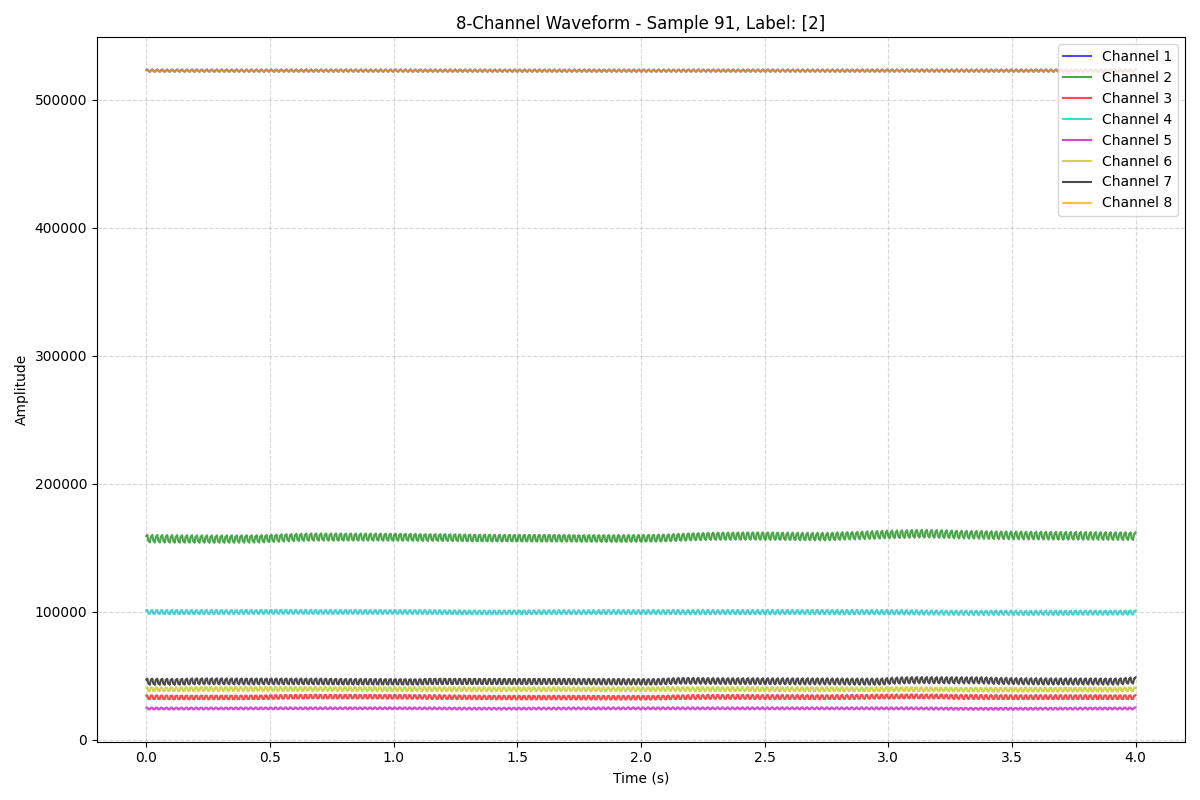 8-Channel Waveform - Sample 91, Label: [2]
Channel 1
Channel 2
Channel 3
Channel 4
Channel 5
Channel 6
Channel 7
Channel 8
500000
400000
300000
200000
100000
0
Amplitude
0.0 0.5 1.0 1.5 2.0 2.5 3.0 3.5 4.0
Time (s)